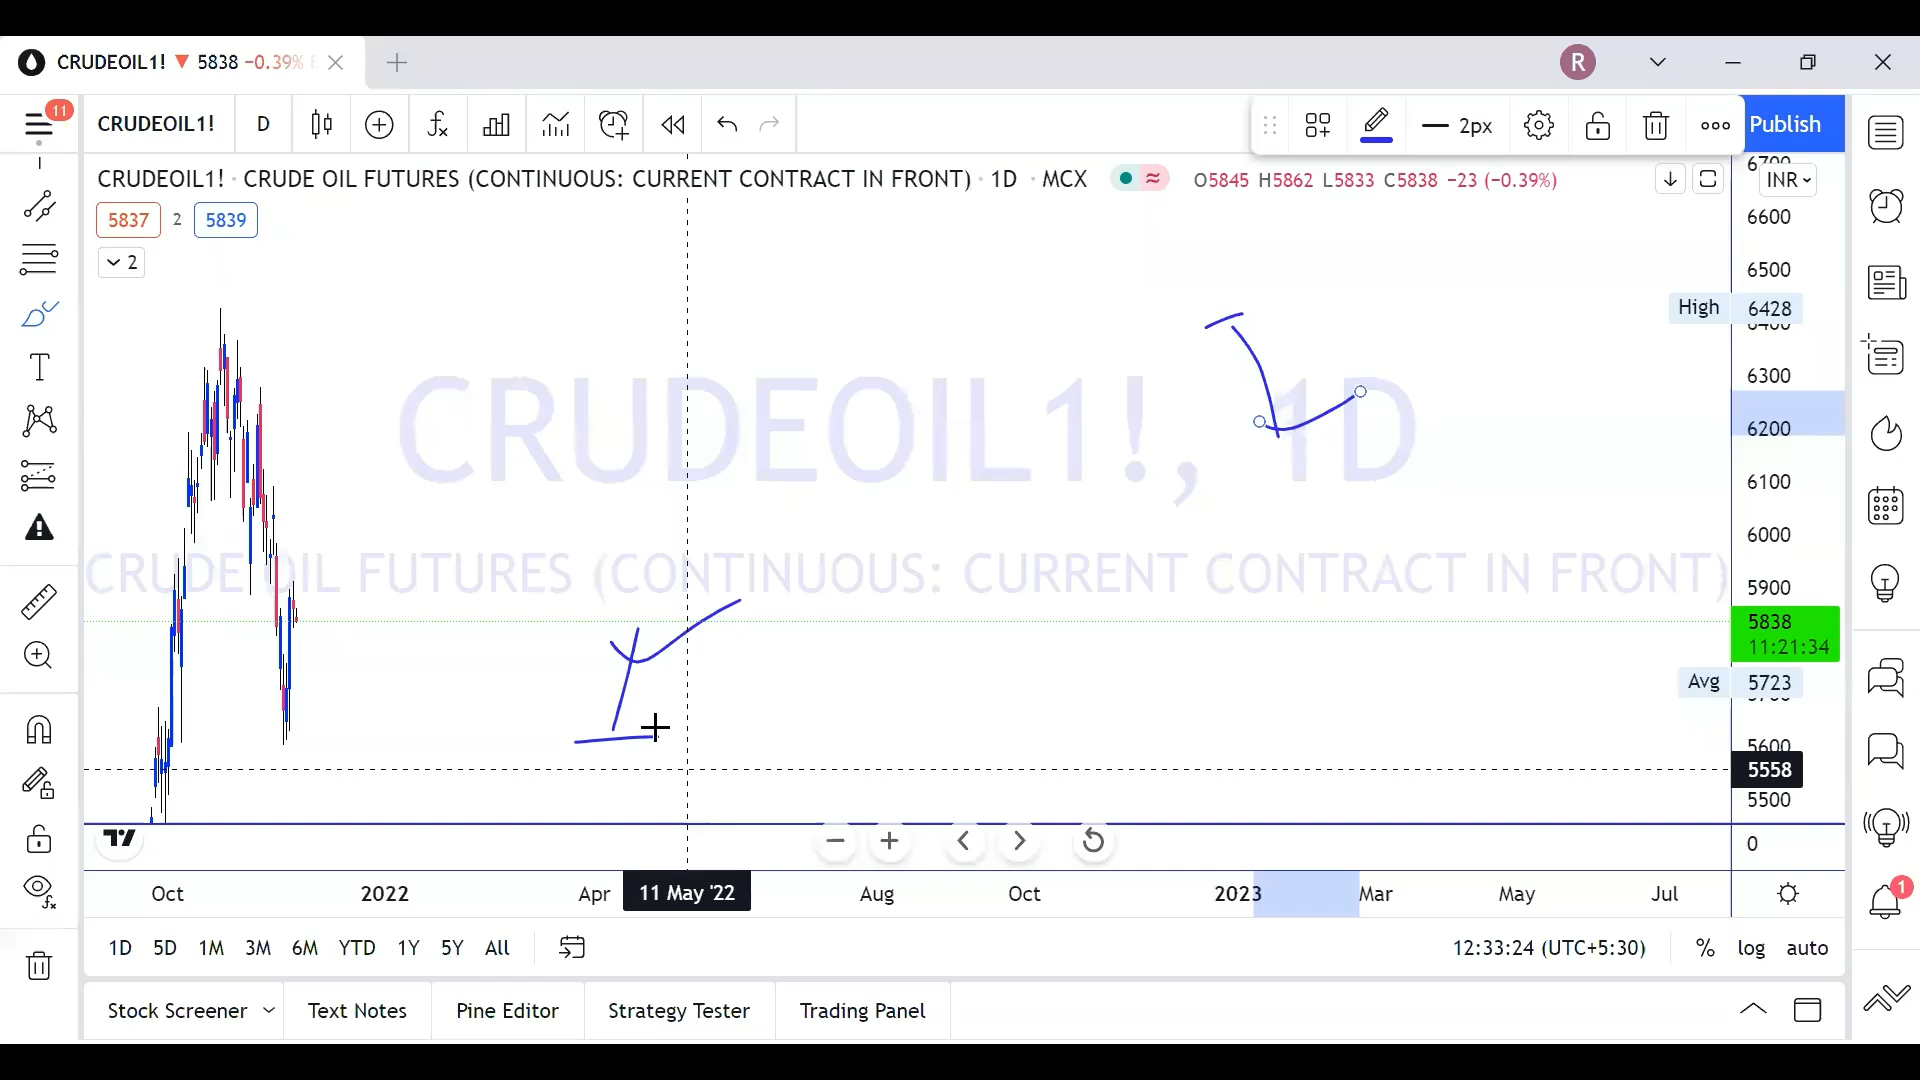 CRUDEOIL1! 5838 −0.39%
R
11
CRUDEOIL1! D
2px
Publish
CRUDEOIL1! · CRUDE OIL FUTURES (CONTINUOUS: CURRENT CONTRACT IN FRONT) · 1D · MCX
O5845 H5862 L5833 C5838 −23 (−0.39%)
INR
5837 2 5839
2
6700
6600
6500
High 6428
6400
6300
6200
6100
6000
5900
5838
11:21:34
Avg 5723
5700
5600
5558
5500
0
CRUDEOIL1!, 1D
CRUDE OIL FUTURES (CONTINUOUS: CURRENT CONTRACT IN FRONT)
Oct 2022 Apr 11 May '22 Aug Oct 2023 Mar May Jul
1
1D 5D 1M 3M 6M YTD 1Y 5Y All
12:33:24 (UTC+5:30) % log auto
Stock Screener Text Notes Pine Editor Strategy Tester Trading Panel